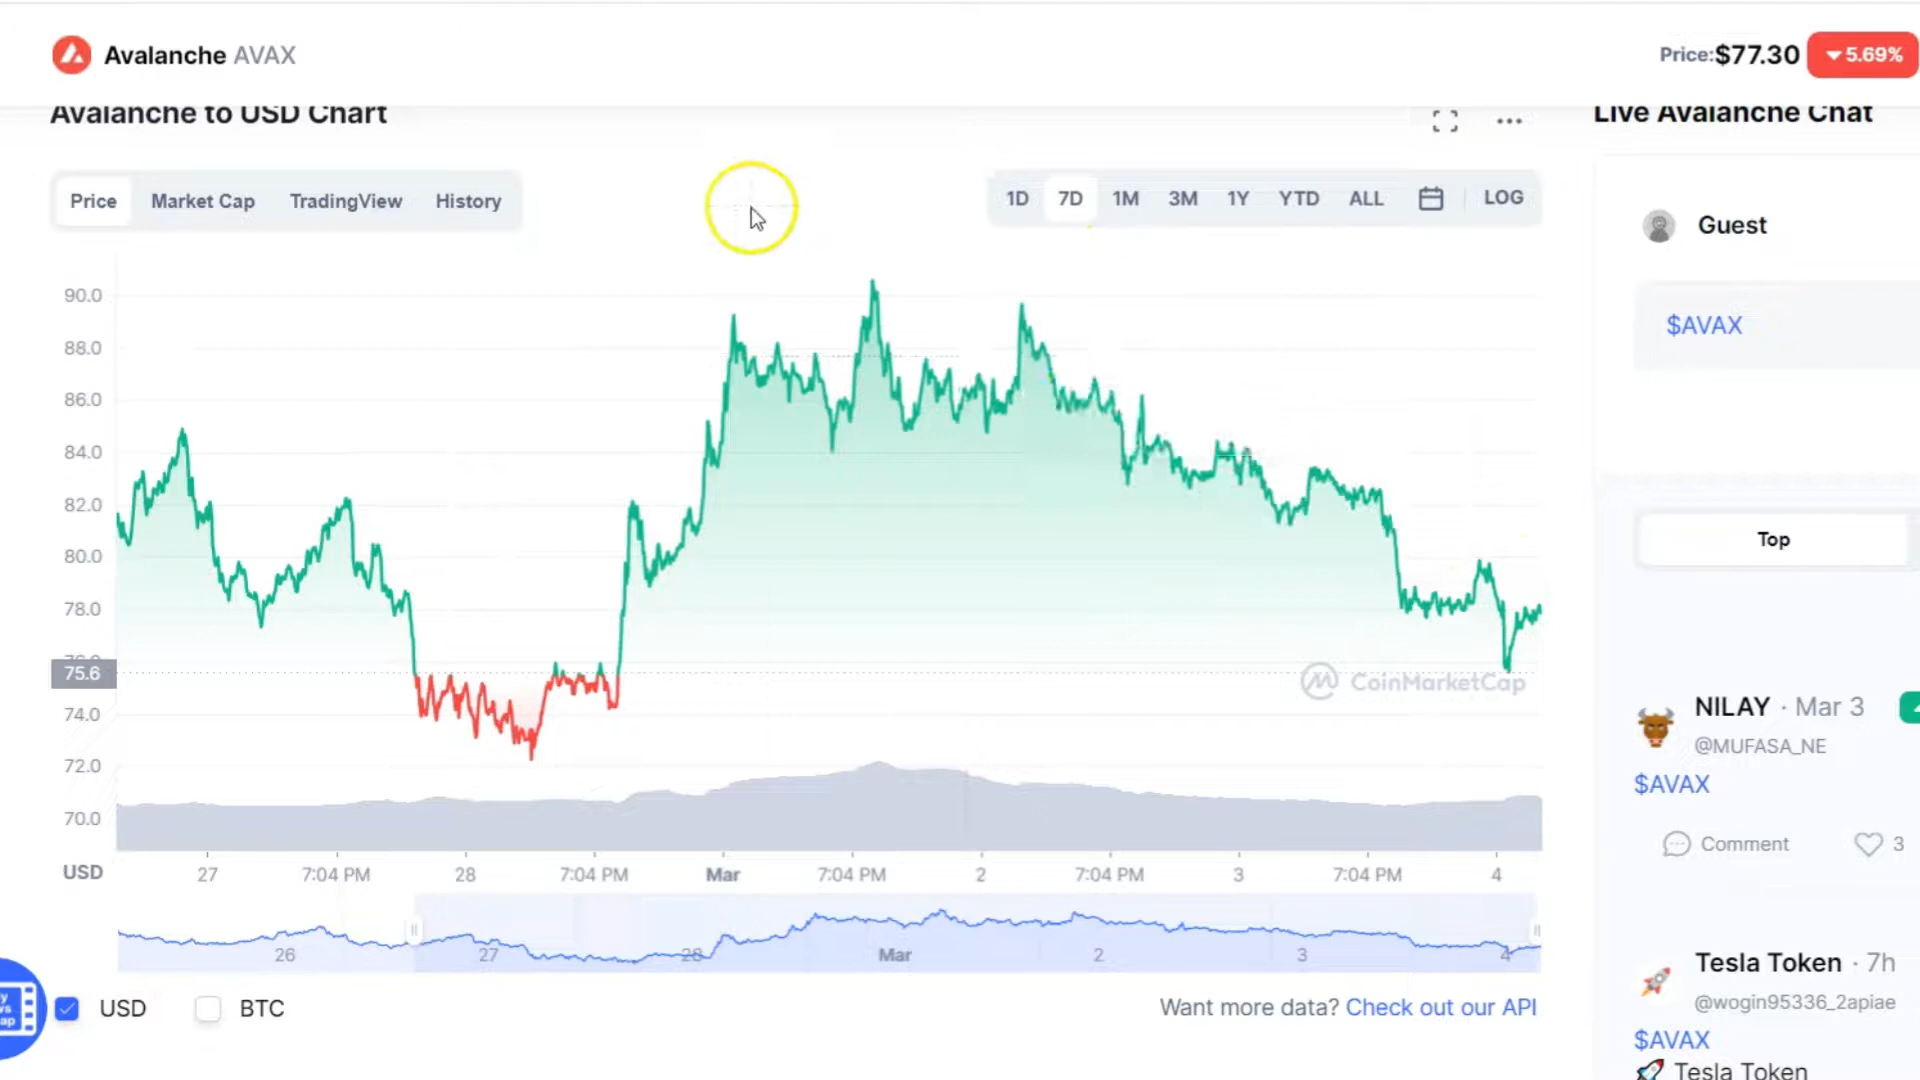 Avalanche AVAX
Price:$77.30 5.69%
Avalanche to USD Chart
Live Avalanche Chat
Price Market Cap TradingView History
1D 7D 1M 3M 1Y YTD ALL LOG
Guest
$AVAX
90.0
88.0
86.0
84.0
82.0
80.0
78.0
75.6
74.0
72.0
70.0
CoinMarketCap
Top
NILAY · Mar 3
@MUFASA_NE
$AVAX
Comment 3
USD 27 7:04 PM 28 7:04 PM Mar 7:04 PM 2 7:04 PM 3 7:04 PM 4
26 27 28 Mar 2 3 4
USD BTC
Want more data? Check out our API
Tesla Token · 7h
@wogin95336_2apiae
$AVAX
Tesla Token